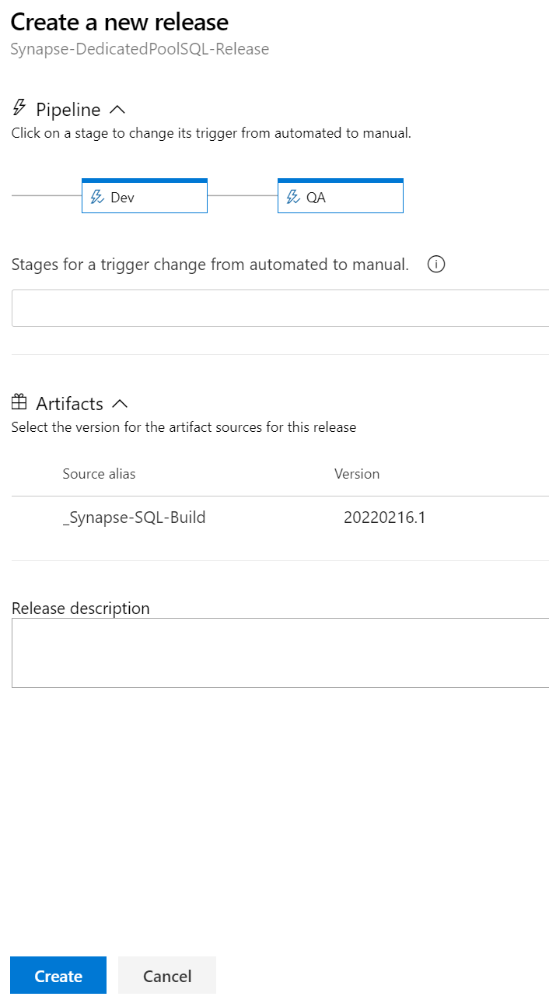 Create a new release
Synapse-DedicatedPoolSQL-Release
Pipeline
Click on a stage to change its trigger from automated to manual.
Dev QA
Stages for a trigger change from automated to manual.
Artifacts
Select the version for the artifact sources for this release
Source alias Version
_Synapse-SQL-Build 20220216.1
Release description
Create Cancel